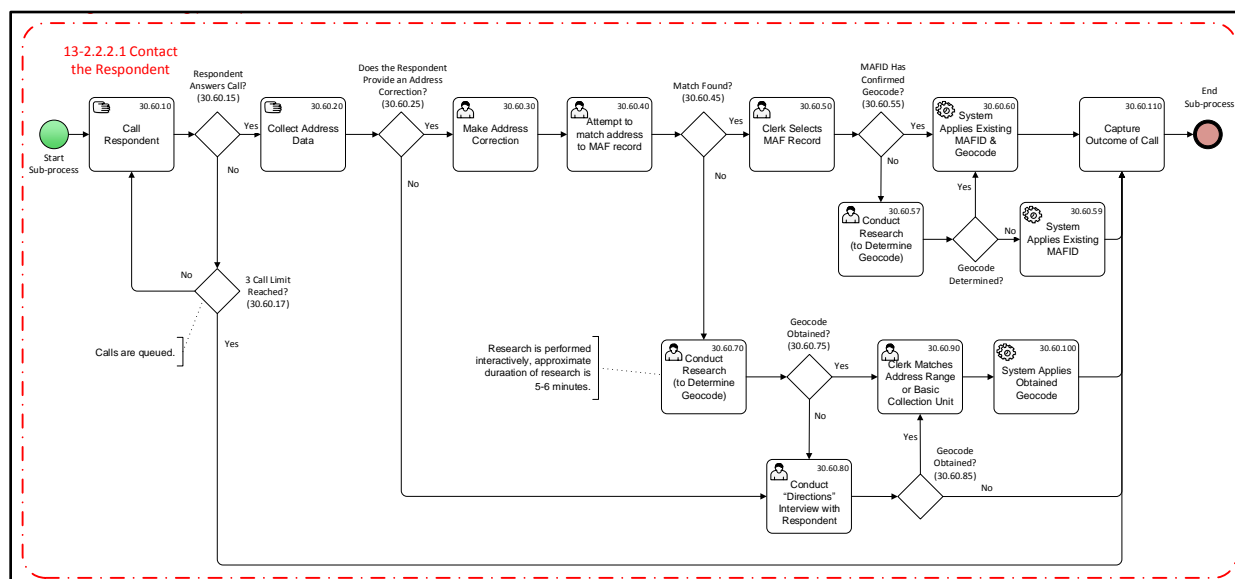 13-2.2.2.1 Contact
the Respondent
Start
Sub-process
30.60.10
Call
Respondent
Respondent
Answers Call?
(30.60.15)
Yes
No
30.60.20
Collect Address
Data
Does the Respondent
Provide an Address
Correction?
(30.60.25)
Yes
No
30.60.30
Make Address
Correction
30.60.40
Attempt to
match address
to MAF record
Match Found?
(30.60.45)
Yes
No
30.60.50
Clerk Selects
MAF Record
MAFID Has
Confirmed
Geocode?
(30.60.55)
Yes
No
30.60.60
System
Applies Existing
MAFID &
Geocode
30.60.110
Capture
Outcome of Call
End
Sub-process
30.60.57
Conduct
Research
(to Determine
Geocode)
Yes
No
Geocode
Determined?
30.60.59
System
Applies Existing
MAFID
No
3 Call Limit
Reached?
(30.60.17)
Yes
Calls are queued.
Research is performed
interactively, approximate
duraation of research is
5-6 minutes.
30.60.70
Conduct
Research
(to Determine
Geocode)
Geocode
Obtained?
(30.60.75)
Yes
No
30.60.90
Clerk Matches
Address Range
or Basic
Collection Unit
30.60.100
System Applies
Obtained
Geocode
30.60.80
Conduct
“Directions”
Interview with
Respondent
Yes
Geocode
Obtained?
(30.60.85)
No